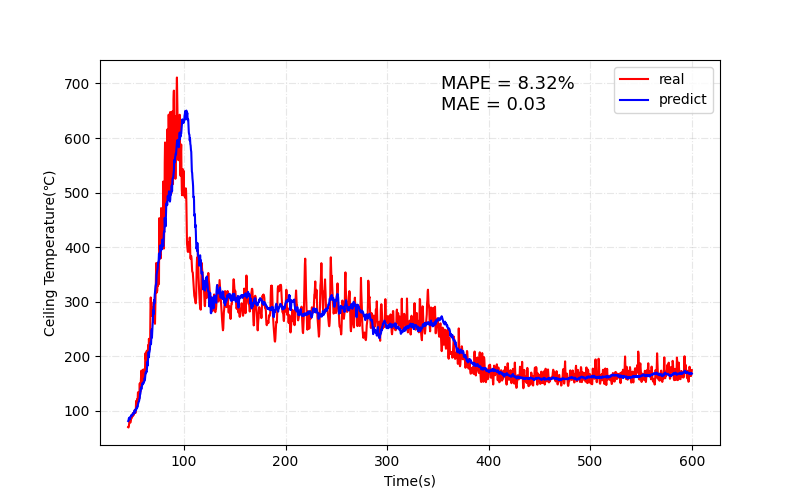 MAPE = 8.32%
MAE = 0.03
real
predict
700
600
500
400
300
200
100
Ceiling Temperature(℃)
100 200 300 400 500 600
Time(s)